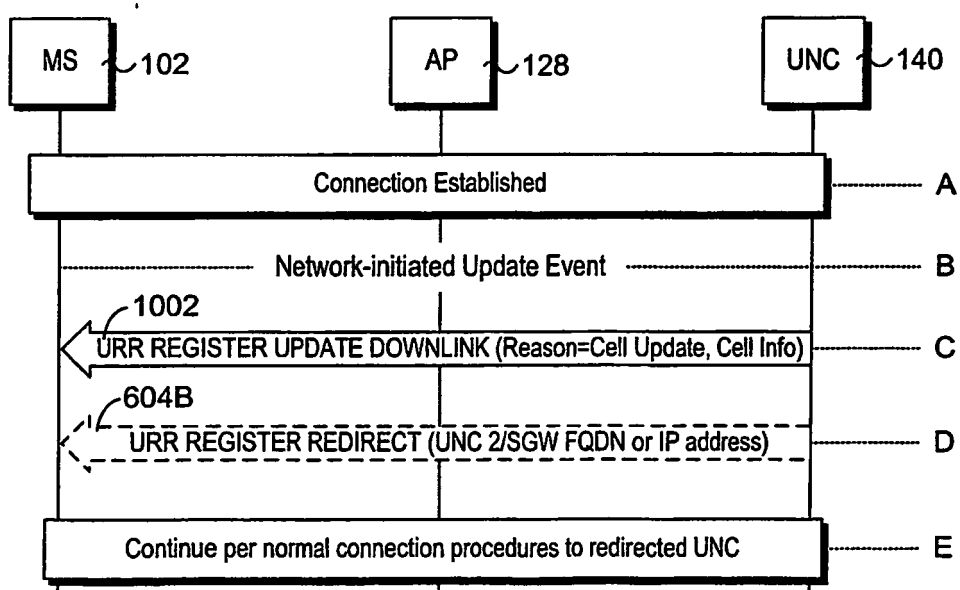 MS 102
AP 128
UNC 140
Connection Established A
Network-initiated Update Event B
1002
URR REGISTER UPDATE DOWNLINK (Reason=Cell Update, Cell Info) C
604B
URR REGISTER REDIRECT (UNC 2/SGW FQDN or IP address) D
Continue per normal connection procedures to redirected UNC E